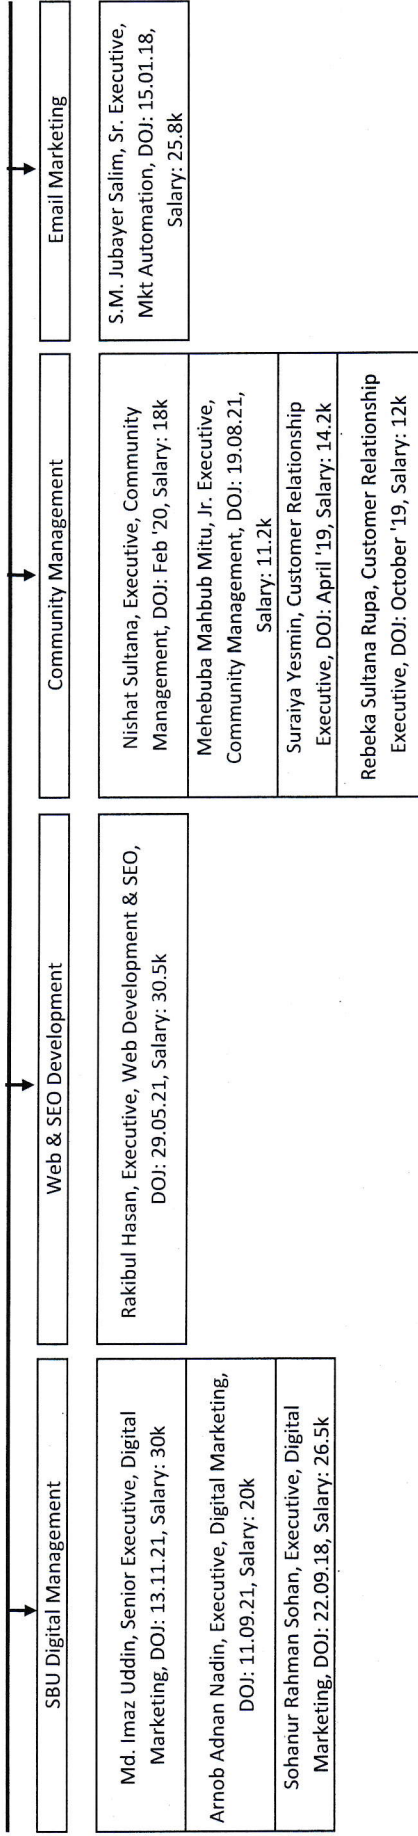 SBU Digital Management
Md. Imaz Uddin, Senior Executive, Digital
Marketing, DOJ: 13.11.21, Salary: 30k
Arnob Adnan Nadin, Executive, Digital Marketing,
DOJ: 11.09.21, Salary: 20k
Sohanur Rahman Sohan, Executive, Digital
Marketing, DOJ: 22.09.18, Salary: 26.5k
Web & SEO Development
Rakibul Hasan, Executive, Web Development & SEO,
DOJ: 29.05.21, Salary: 30.5k
Community Management
Nishat Sultana, Executive, Community
Management, DOJ: Feb '20, Salary: 18k
Mehebuba Mahbub Mitu, Jr. Executive,
Community Management, DOJ: 19.08.21,
Salary: 11.2k
Suraiya Yesmin, Customer Relationship
Executive, DOJ: April '19, Salary: 14.2k
Rebeka Sultana Rupa, Customer Relationship
Executive, DOJ: October '19, Salary: 12k
Email Marketing
S.M. Jubayer Salim, Sr. Executive,
Mkt Automation, DOJ: 15.01.18,
Salary: 25.8k